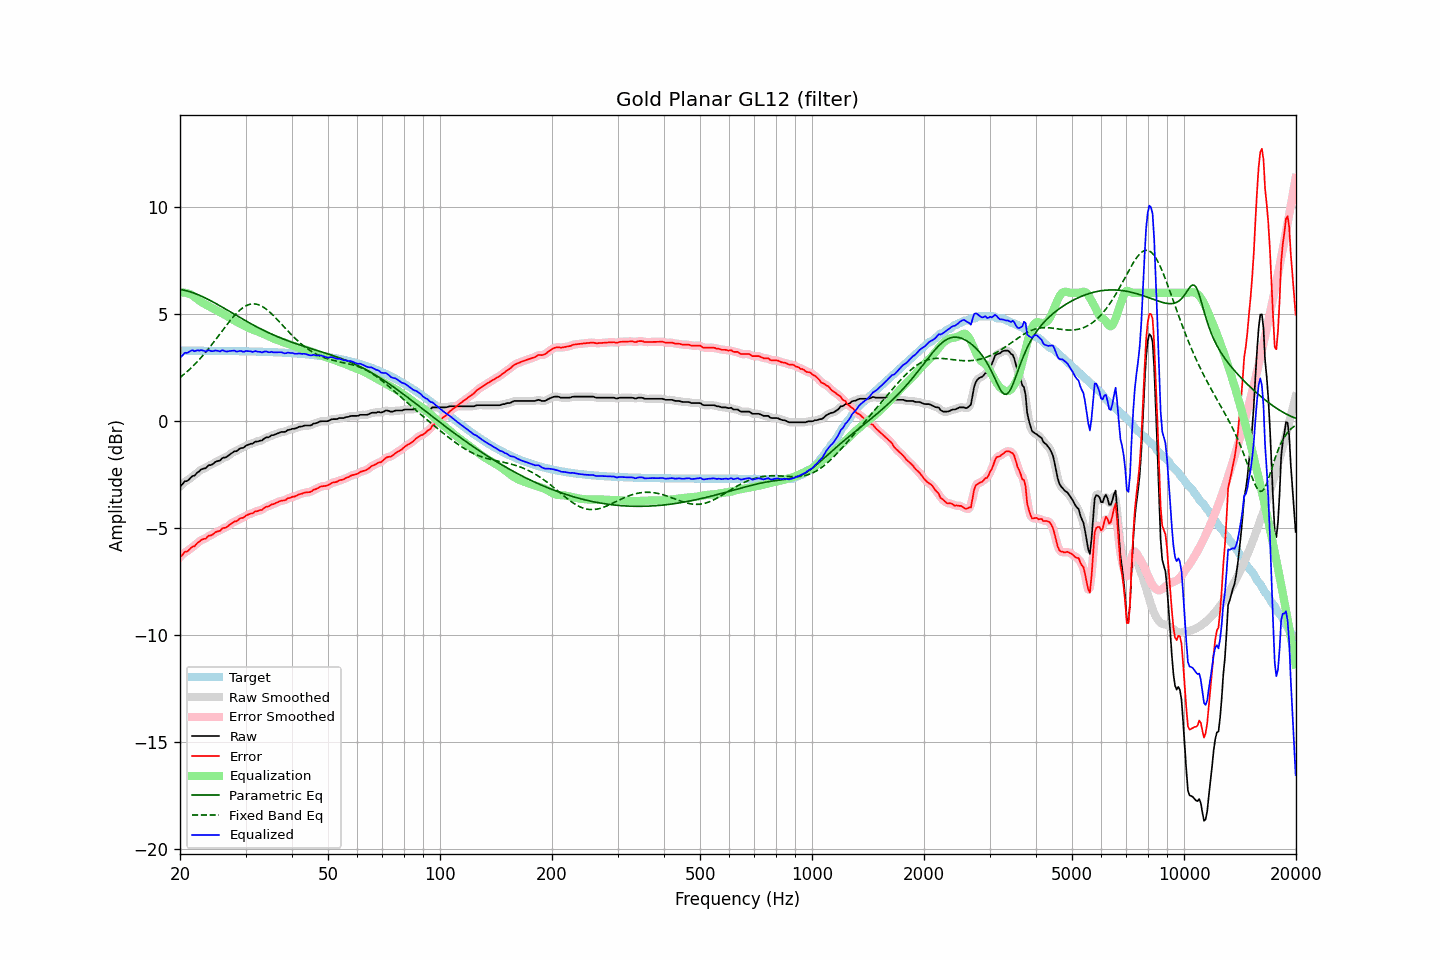 Gold Planar GL12 (filter)
Amplitude (dBr)
10
5
0
−5
−10
−15
−20
Target
Raw Smoothed
Error Smoothed
Raw
Error
Equalization
Parametric Eq
Fixed Band Eq
Equalized
20
50
100
200
500
1000
2000
5000
10000
20000
Frequency (Hz)